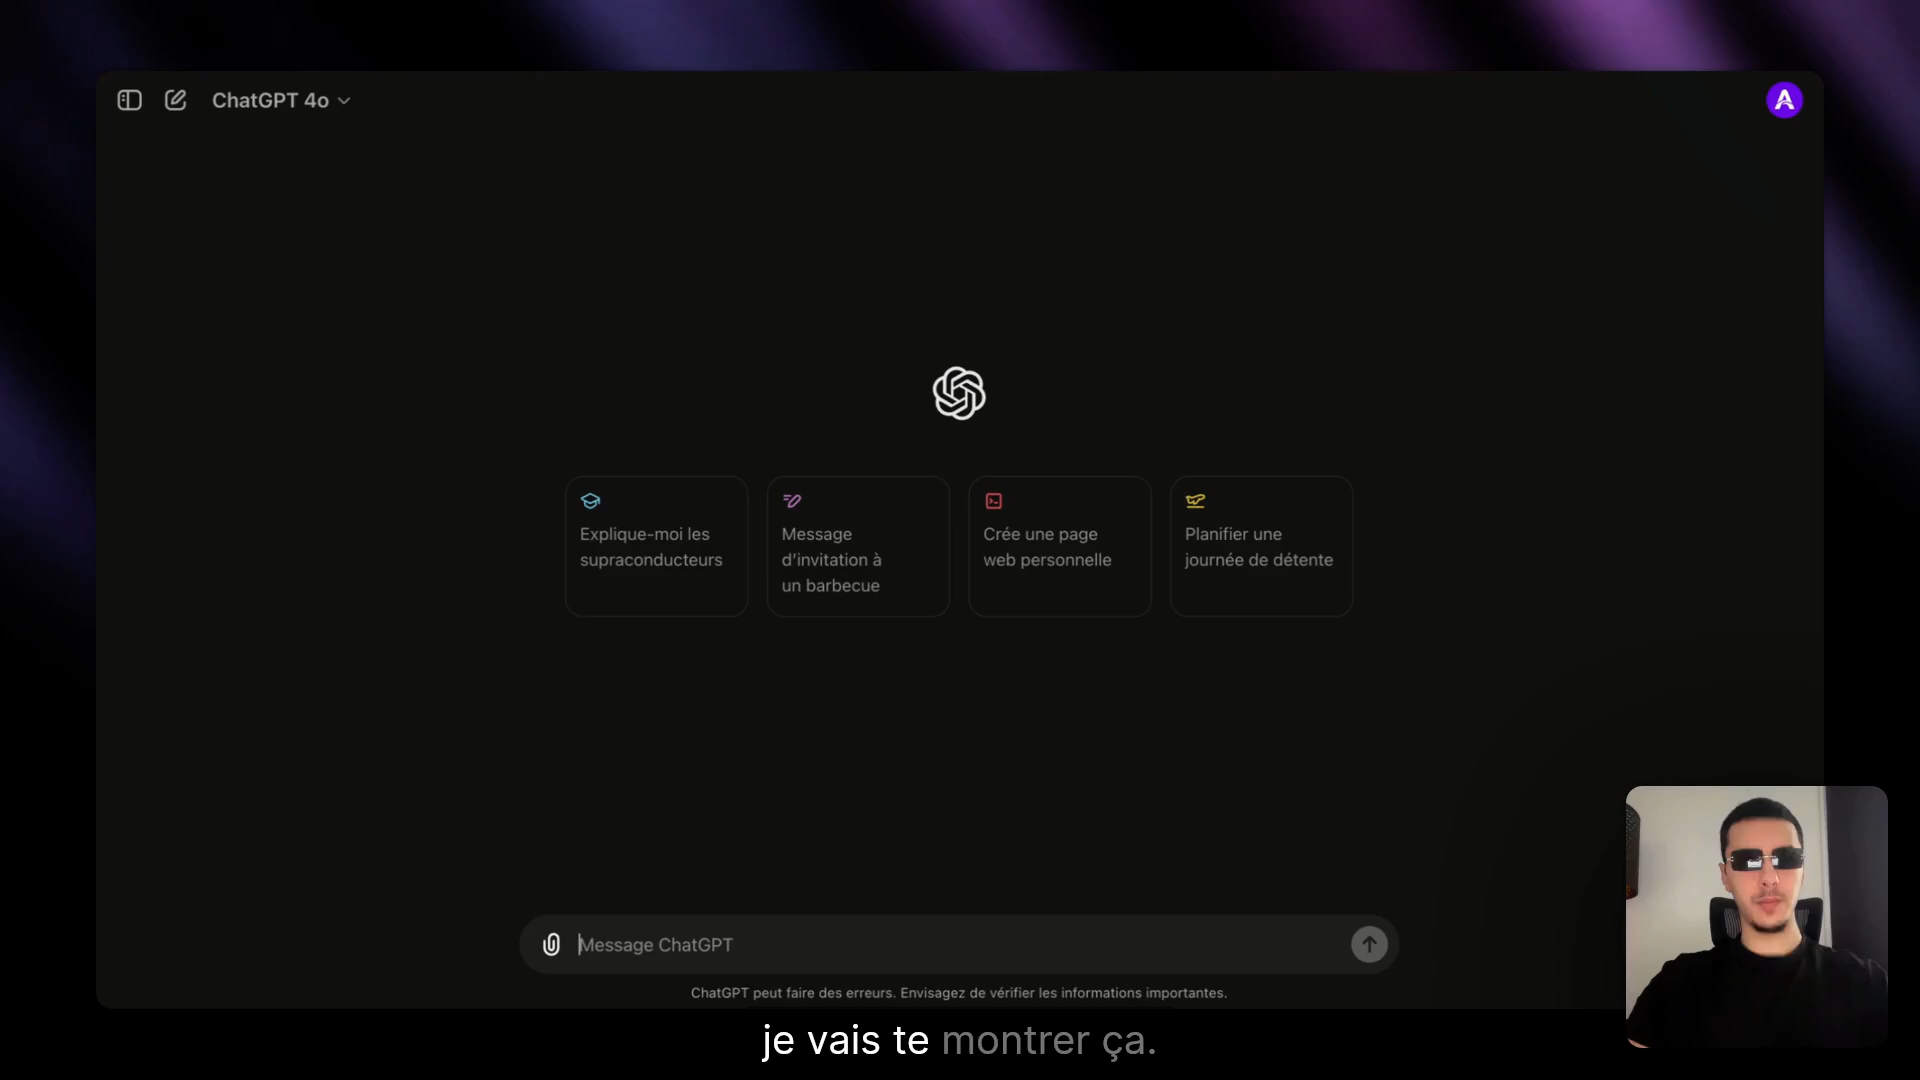 ChatGPT 4o
A
Explique-moi les
supraconducteurs
Message
d’invitation à
un barbecue
Crée une page
web personnelle
Planifier une
journée de détente
Message ChatGPT
ChatGPT peut faire des erreurs. Envisagez de vérifier les informations importantes.
je vais te montrer ça.